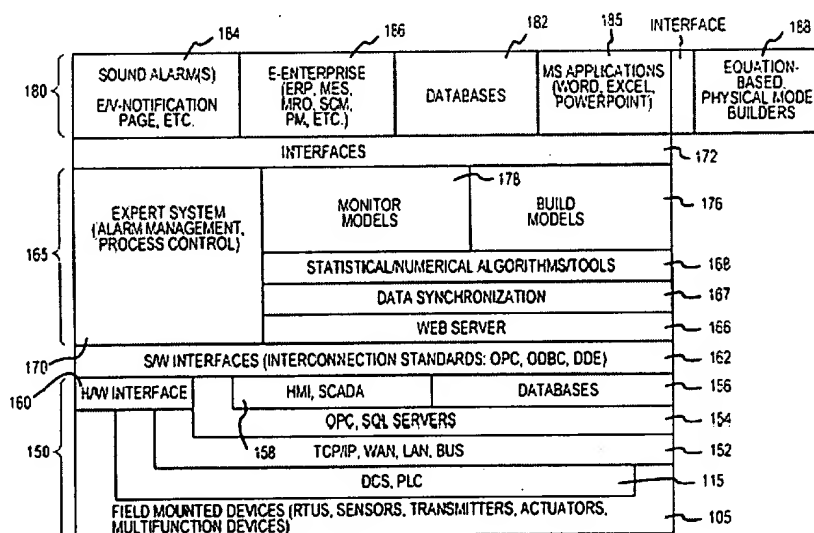 184
186
182
185
INTERFACE
188
180
SOUND ALARM(S)
E/V-NOTIFICATION
PAGE, ETC.
E-ENTERPRISE
(ERP, MES,
MRO, SCM,
PM, ETC.)
DATABASES
MS APPLICATIONS
(WORD, EXCEL,
POWERPOINT)
EQUATION-
BASED,
PHYSICAL MODEL
BUILDERS
INTERFACES
172
165
EXPERT SYSTEM
(ALARM MANAGEMENT,
PROCESS CONTROL)
MONITOR
MODELS
178
BUILD
MODELS
176
STATISTICAL/NUMERICAL ALGORITHMS/TOOLS
168
DATA SYNCHRONIZATION
167
WEB SERVER
166
170
S/W INTERFACES (INTERCONNECTION STANDARDS: OPC, ODBC, DDE)
162
160
H/W INTERFACE
HMI, SCADA
DATABASES
156
150
158
OPC, SQL SERVERS
154
TCP/IP, WAN, LAN, BUS
152
DCS, PLC
115
FIELD MOUNTED DEVICES (RTUS, SENSORS, TRANSMITTERS, ACTUATORS,
MULTIFUNCTION DEVICES)
105